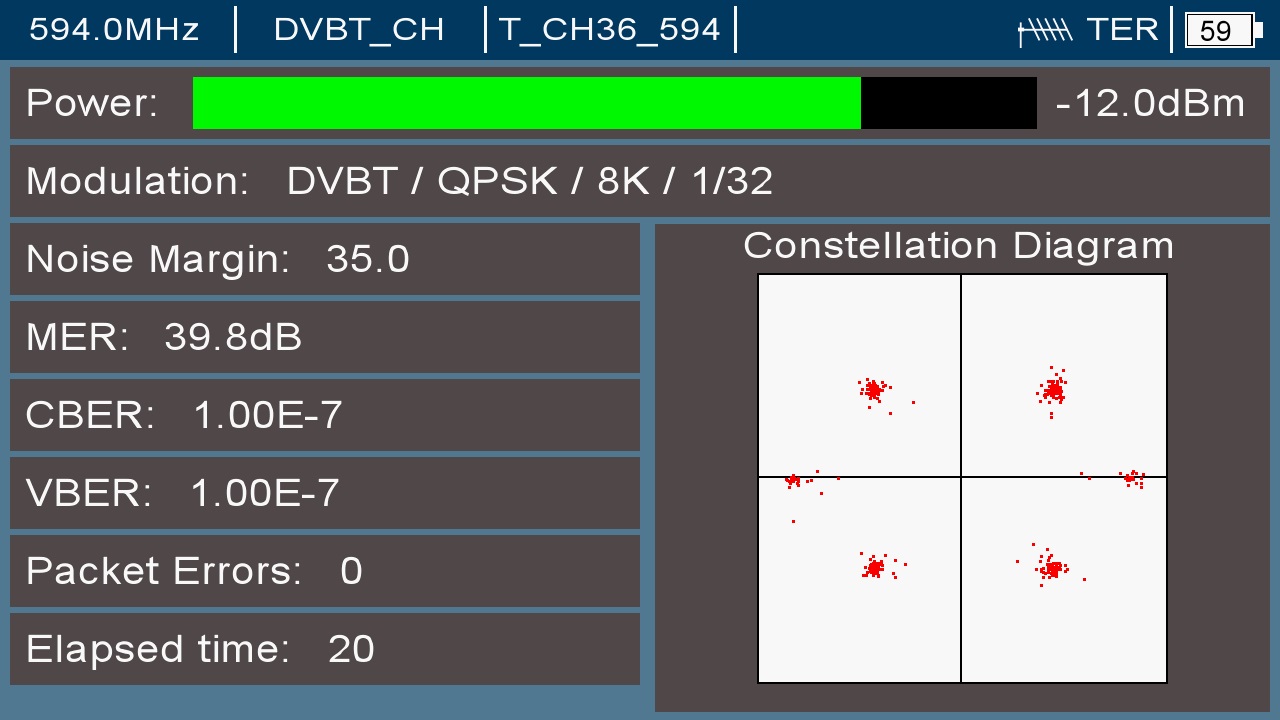 594.0MHz DVBT_CH T_CH36_594 TER 59
Power: -12.0dBm
Modulation: DVBT / QPSK / 8K / 1/32
Noise Margin: 35.0
Constellation Diagram
MER: 39.8dB
CBER: 1.00E-7
VBER: 1.00E-7
Packet Errors: 0
Elapsed time: 20